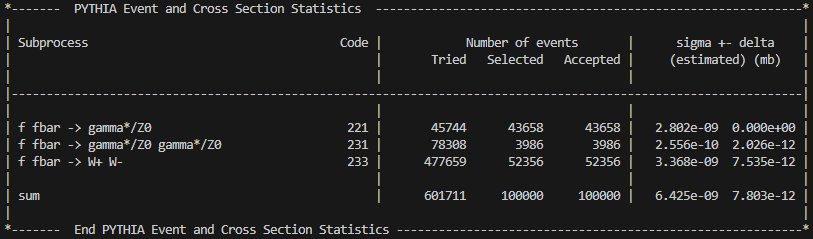 *------- PYTHIA Event and Cross Section Statistics -------------------------------------------------------------*
| |
| Subprocess Code | Number of events | sigma +- delta |
| | Tried Selected Accepted | (estimated) (mb) |
| | | |
|-----------------------------------------------------------------------------------------------------------------|
| | | |
| f fbar -> gamma*/Z0 221 | 45744 43658 43658 | 2.802e-09 0.000e+00 |
| f fbar -> gamma*/Z0 gamma*/Z0 231 | 78308 3986 3986 | 2.556e-10 2.026e-12 |
| f fbar -> W+ W- 233 | 477659 52356 52356 | 3.368e-09 7.535e-12 |
| | | |
| sum | 601711 100000 100000 | 6.425e-09 7.803e-12 |
| |
*------- End PYTHIA Event and Cross Section Statistics ----------------------------------------------------------*